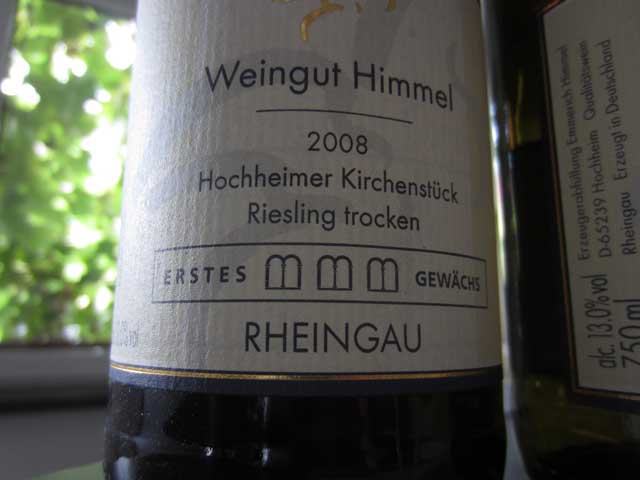 Weingut Himmel
2008
Hochheimer Kirchenstück
Riesling trocken
ERSTES GEWÄCHS
RHEINGAU
vol
Erzeugerabfüllung Emmerich Himmel
D-65239 Hochheim Qualitätswein
Rheingau Erzeugt in Deutschland
alc. 13.0% vol
750 ml